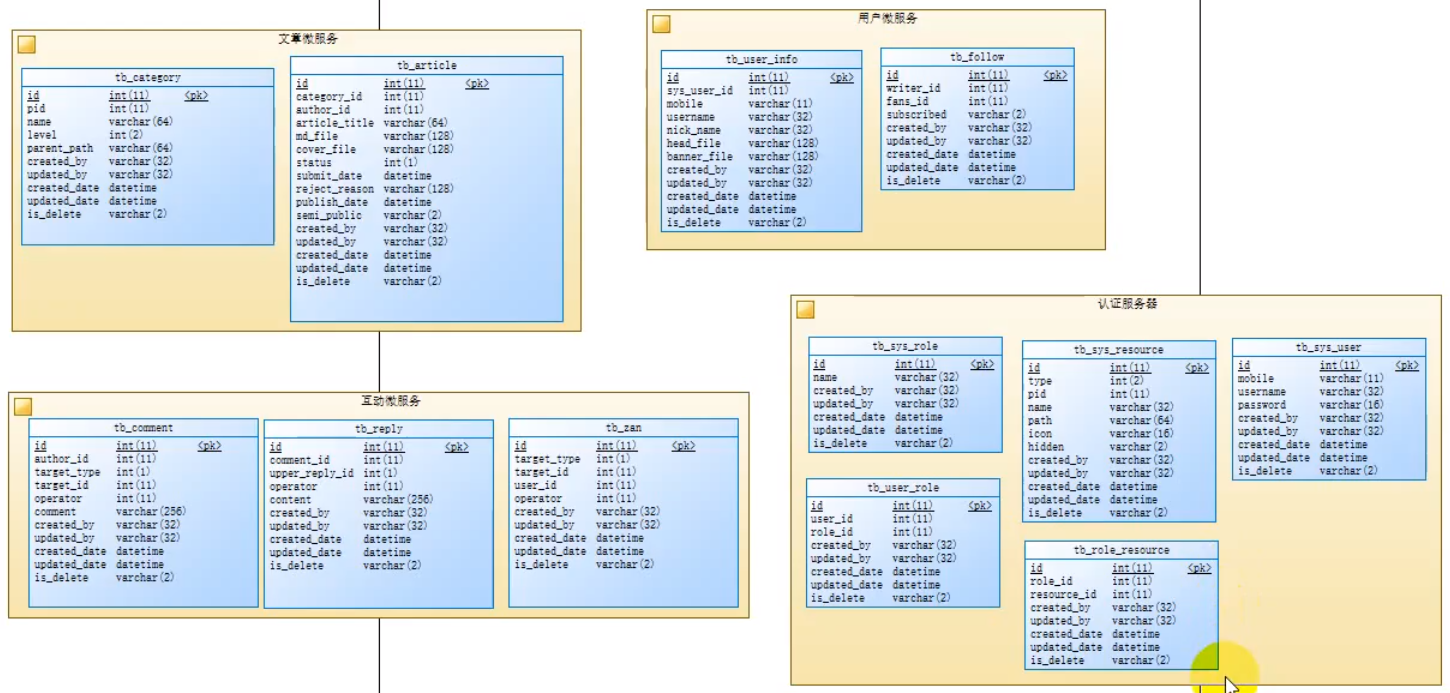 文章微服务
tb_category
id int(11) <pk>
pid int(11)
name varchar(64)
level int(2)
parent_path varchar(64)
created_by varchar(32)
updated_by varchar(32)
created_date datetime
updated_date datetime
is_delete varchar(2)
tb_article
id int(11) <pk>
category_id int(11)
author_id int(11)
article_title varchar(64)
md_file varchar(128)
cover_file varchar(128)
status int(1)
submit_date datetime
reject_reason varchar(128)
publish_date datetime
semi_public varchar(2)
created_by varchar(32)
updated_by varchar(32)
created_date datetime
updated_date datetime
is_delete varchar(2)
用户微服务
tb_user_info
id int(11) <pk>
sys_user_id int(11)
mobile varchar(11)
username varchar(32)
nick_name varchar(32)
head_file varchar(128)
banner_file varchar(128)
created_by varchar(32)
updated_by varchar(32)
created_date datetime
updated_date datetime
is_delete varchar(2)
tb_follow
id int(11) <pk>
writer_id int(11)
fans_id int(11)
subscribed varchar(2)
created_by varchar(32)
updated_by varchar(32)
created_date datetime
updated_date datetime
is_delete varchar(2)
互动微服务
tb_comment
id int(11) <pk>
author_id int(11)
target_type int(1)
target_id int(11)
operator int(11)
comment varchar(256)
created_by varchar(32)
updated_by varchar(32)
created_date datetime
updated_date datetime
is_delete varchar(2)
tb_reply
id int(11) <pk>
comment_id int(11)
upper_reply_id int(1)
operator int(11)
content varchar(256)
created_by varchar(32)
updated_by varchar(32)
created_date datetime
updated_date datetime
is_delete varchar(2)
tb_zan
id int(11) <pk>
target_type int(1)
target_id int(11)
user_id int(11)
operator int(11)
created_by varchar(32)
updated_by varchar(32)
created_date datetime
updated_date datetime
is_delete varchar(2)
认证服务器
tb_sys_role
id int(11) <pk>
name varchar(32)
created_by varchar(32)
updated_by varchar(32)
created_date datetime
updated_date datetime
is_delete varchar(2)
tb_sys_resource
id int(11) <pk>
type int(2)
pid int(11)
name varchar(32)
path varchar(64)
icon varchar(16)
hidden varchar(2)
created_by varchar(32)
updated_by varchar(32)
created_date datetime
updated_date datetime
is_delete varchar(2)
tb_sys_user
id int(11) <pk>
mobile varchar(11)
username varchar(32)
password varchar(16)
created_by varchar(32)
updated_by varchar(32)
created_date datetime
updated_date datetime
is_delete varchar(2)
tb_user_role
id int(11) <pk>
user_id int(11)
role_id int(11)
created_by varchar(32)
updated_by varchar(32)
created_date datetime
updated_date datetime
is_delete varchar(2)
tb_role_resource
id int(11) <pk>
role_id int(11)
resource_id int(11)
created_by varchar(32)
updated_by varchar(32)
created_date datetime
updated_date datetime
is_delete varchar(2)